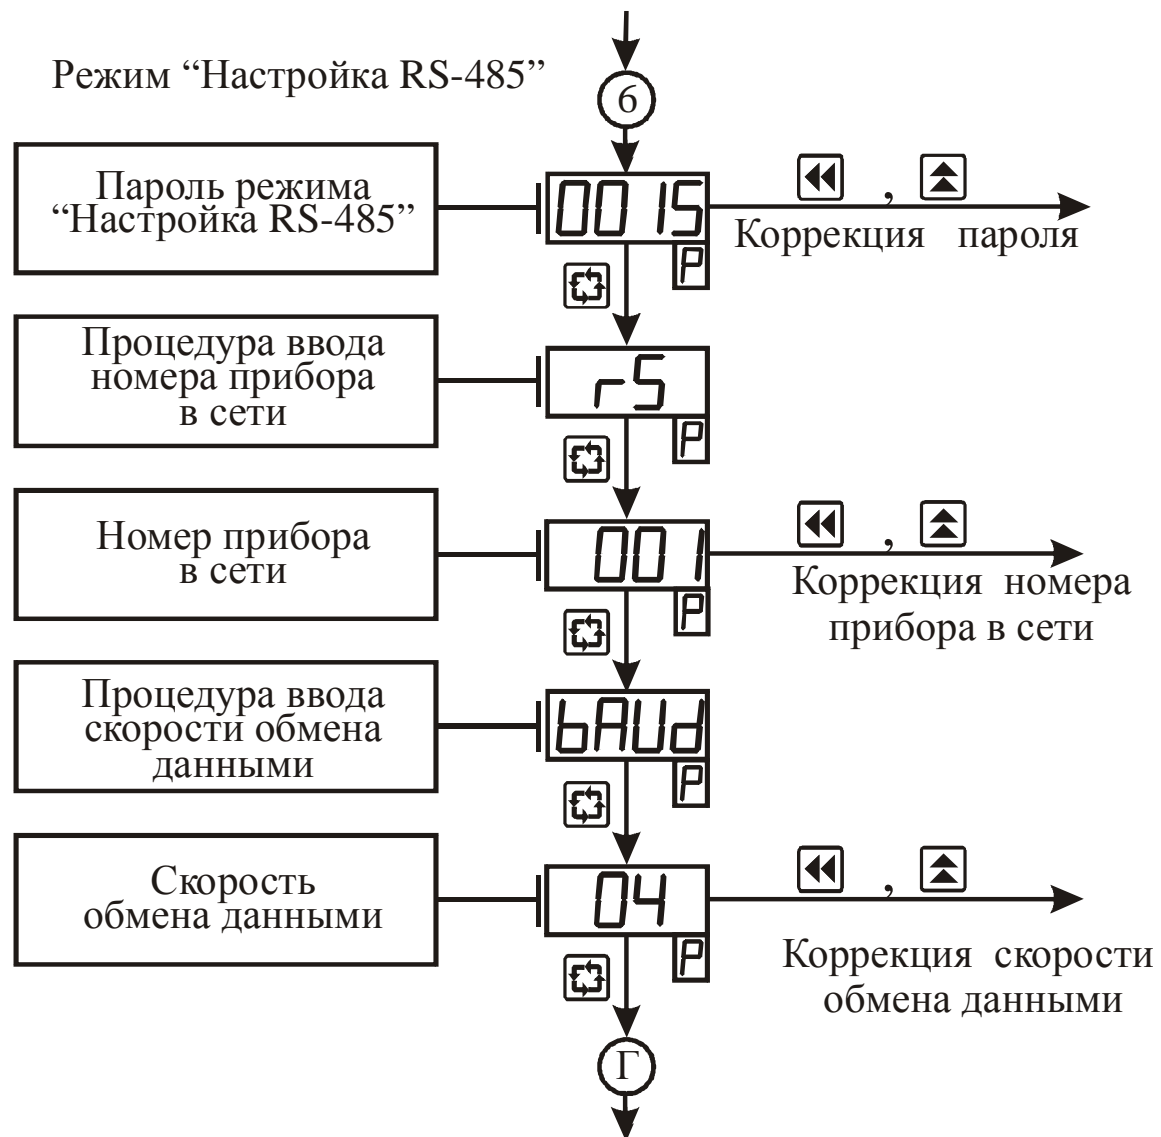 Режим “Настройка RS-485”
6
Пароль режима
“Настройка RS-485”
0015
P
,
Коррекция пароля
Процедура ввода
номера прибора
в сети
rS
P
Номер прибора
в сети
001
P
,
Коррекция номера
прибора в сети
Процедура ввода
скорости обмена
данными
bAUd
P
Скорость
обмена данными
04
P
,
Коррекция скорости
обмена данными
Г